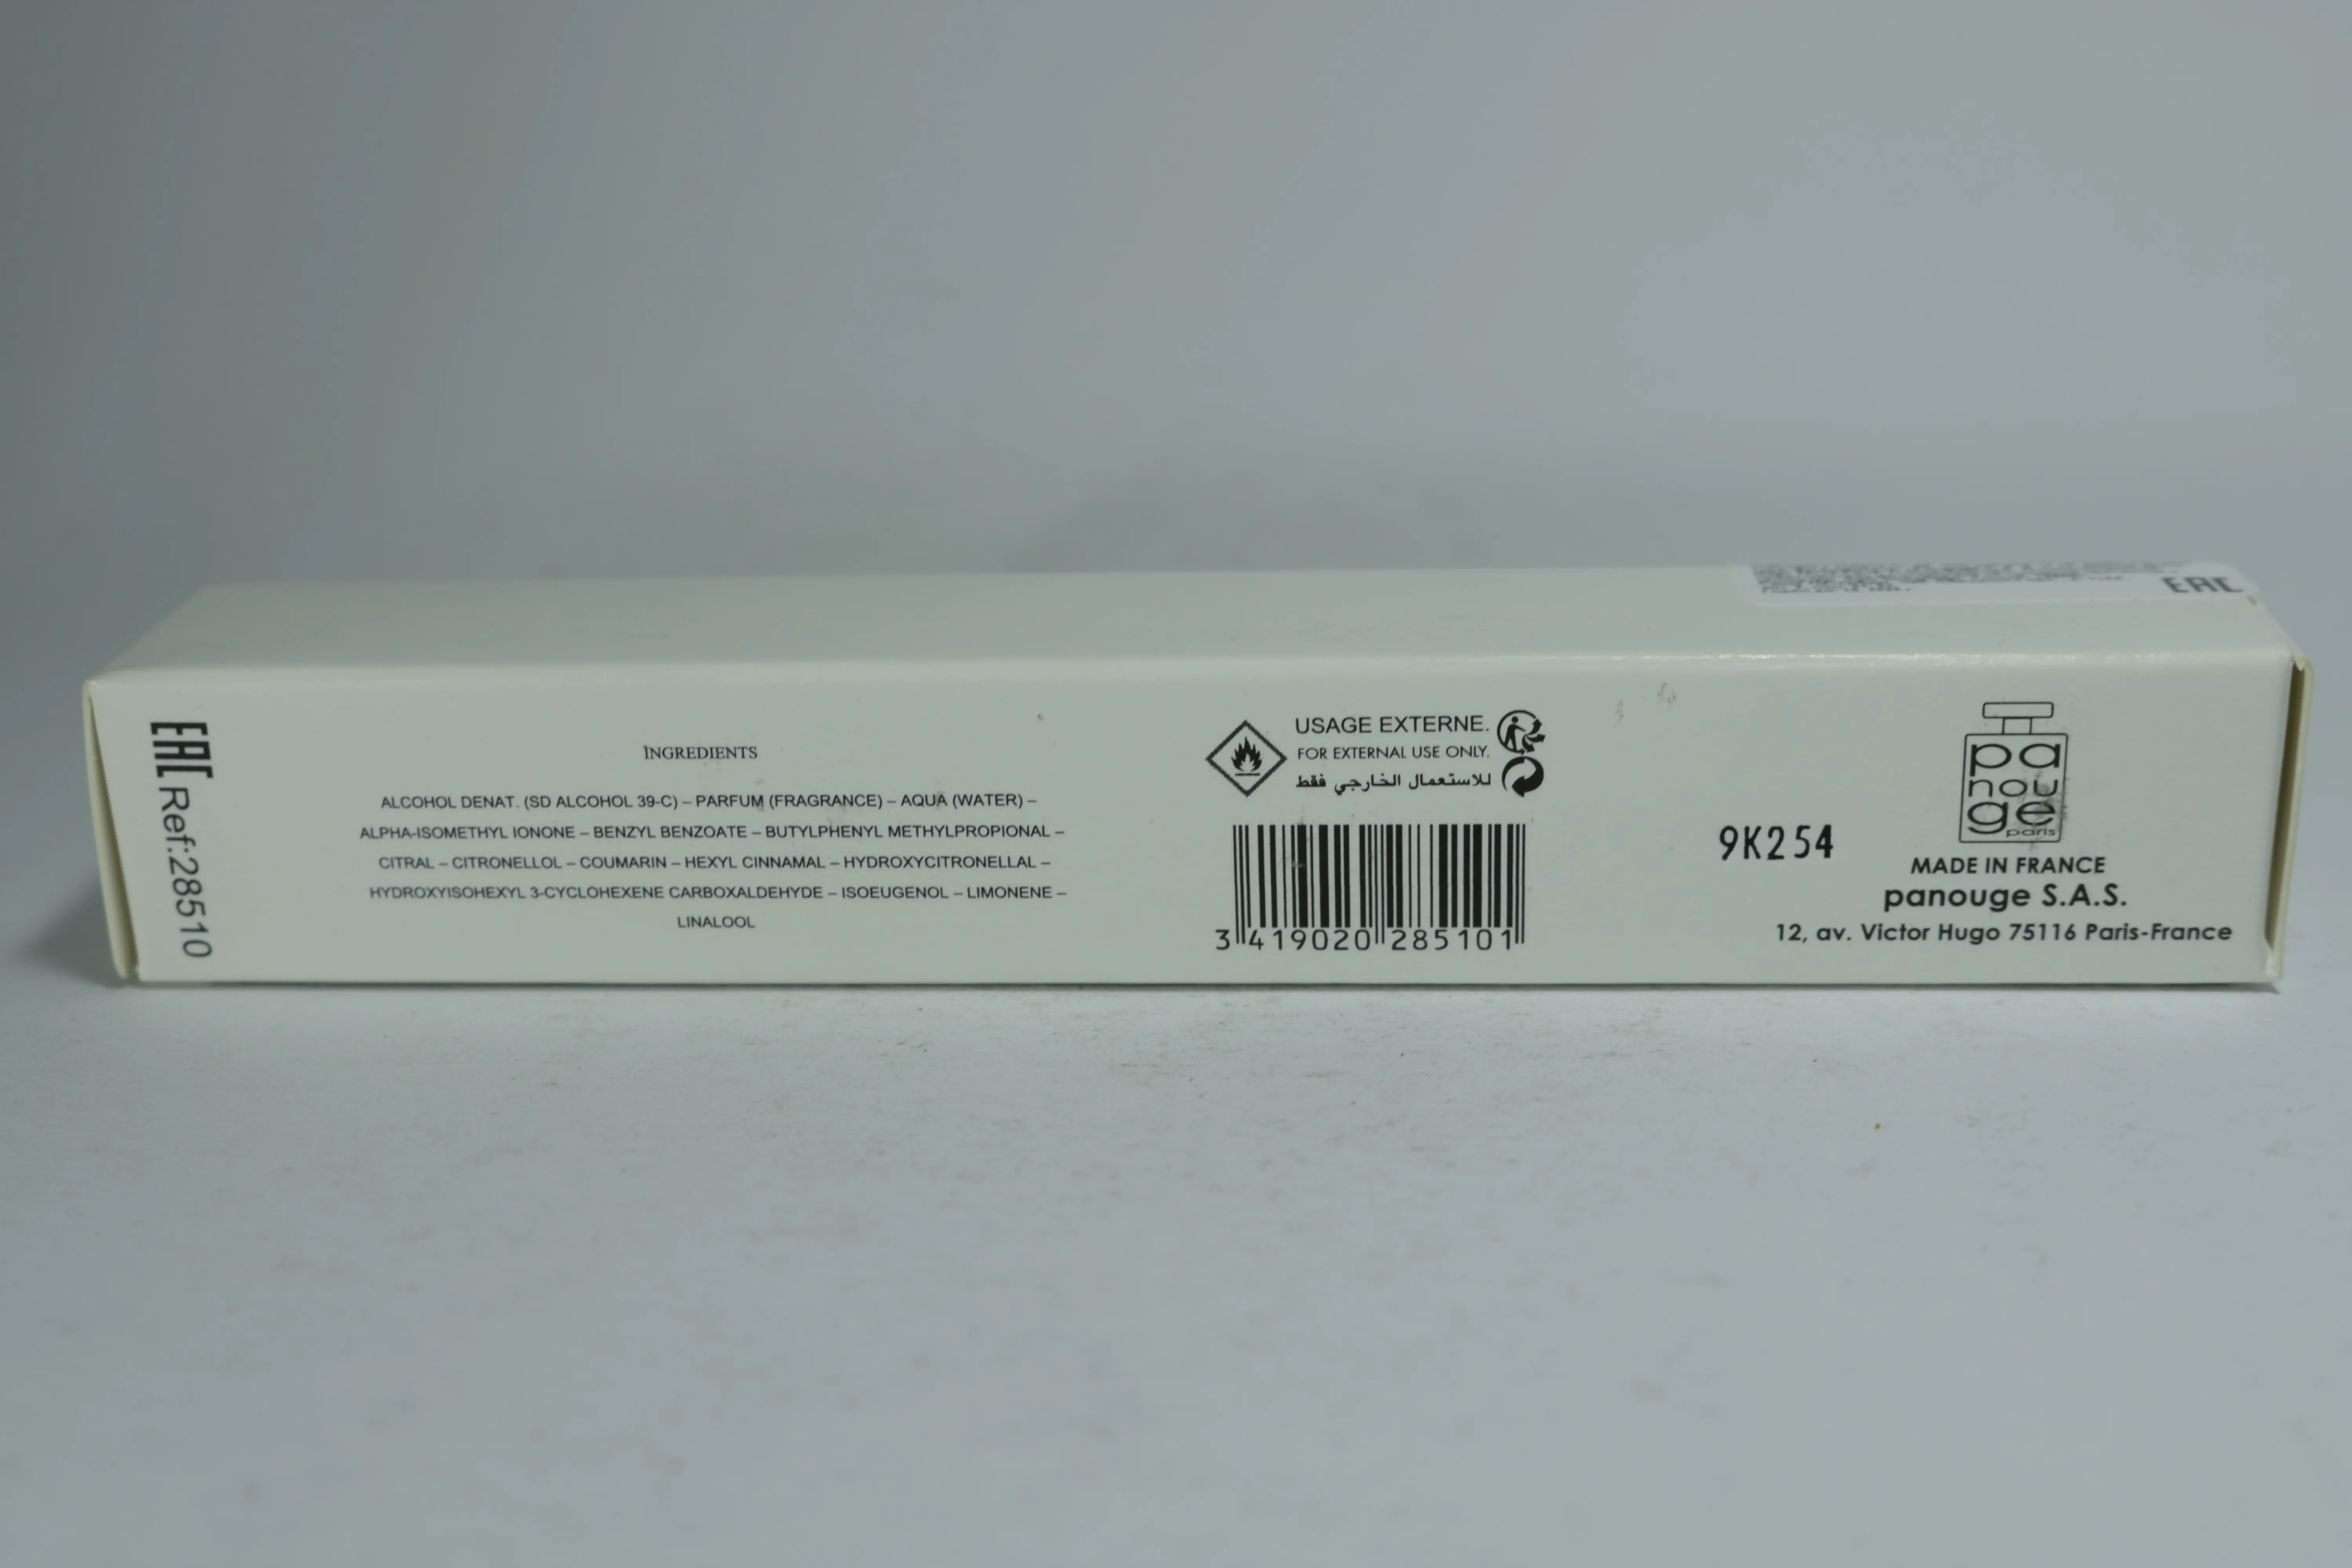 EAC
EAC Ref:28510
INGREDIENTS
ALCOHOL DENAT. (SD ALCOHOL 39-C) – PARFUM (FRAGRANCE) – AQUA (WATER) –
ALPHA-ISOMETHYL IONONE – BENZYL BENZOATE – BUTYLPHENYL METHYLPROPIONAL –
CITRAL – CITRONELLOL – COUMARIN – HEXYL CINNAMAL – HYDROXYCITRONELLAL –
HYDROXYISOHEXYL 3-CYCLOHEXENE CARBOXALDEHYDE – ISOEUGENOL – LIMONENE –
LINALOOL
USAGE EXTERNE.
FOR EXTERNAL USE ONLY.
للاستعمال الخارجي فقط
3 419020 285101
9K254
pa
nou
ge
paris
MADE IN FRANCE
panouge S.A.S.
12, av. Victor Hugo 75116 Paris-France